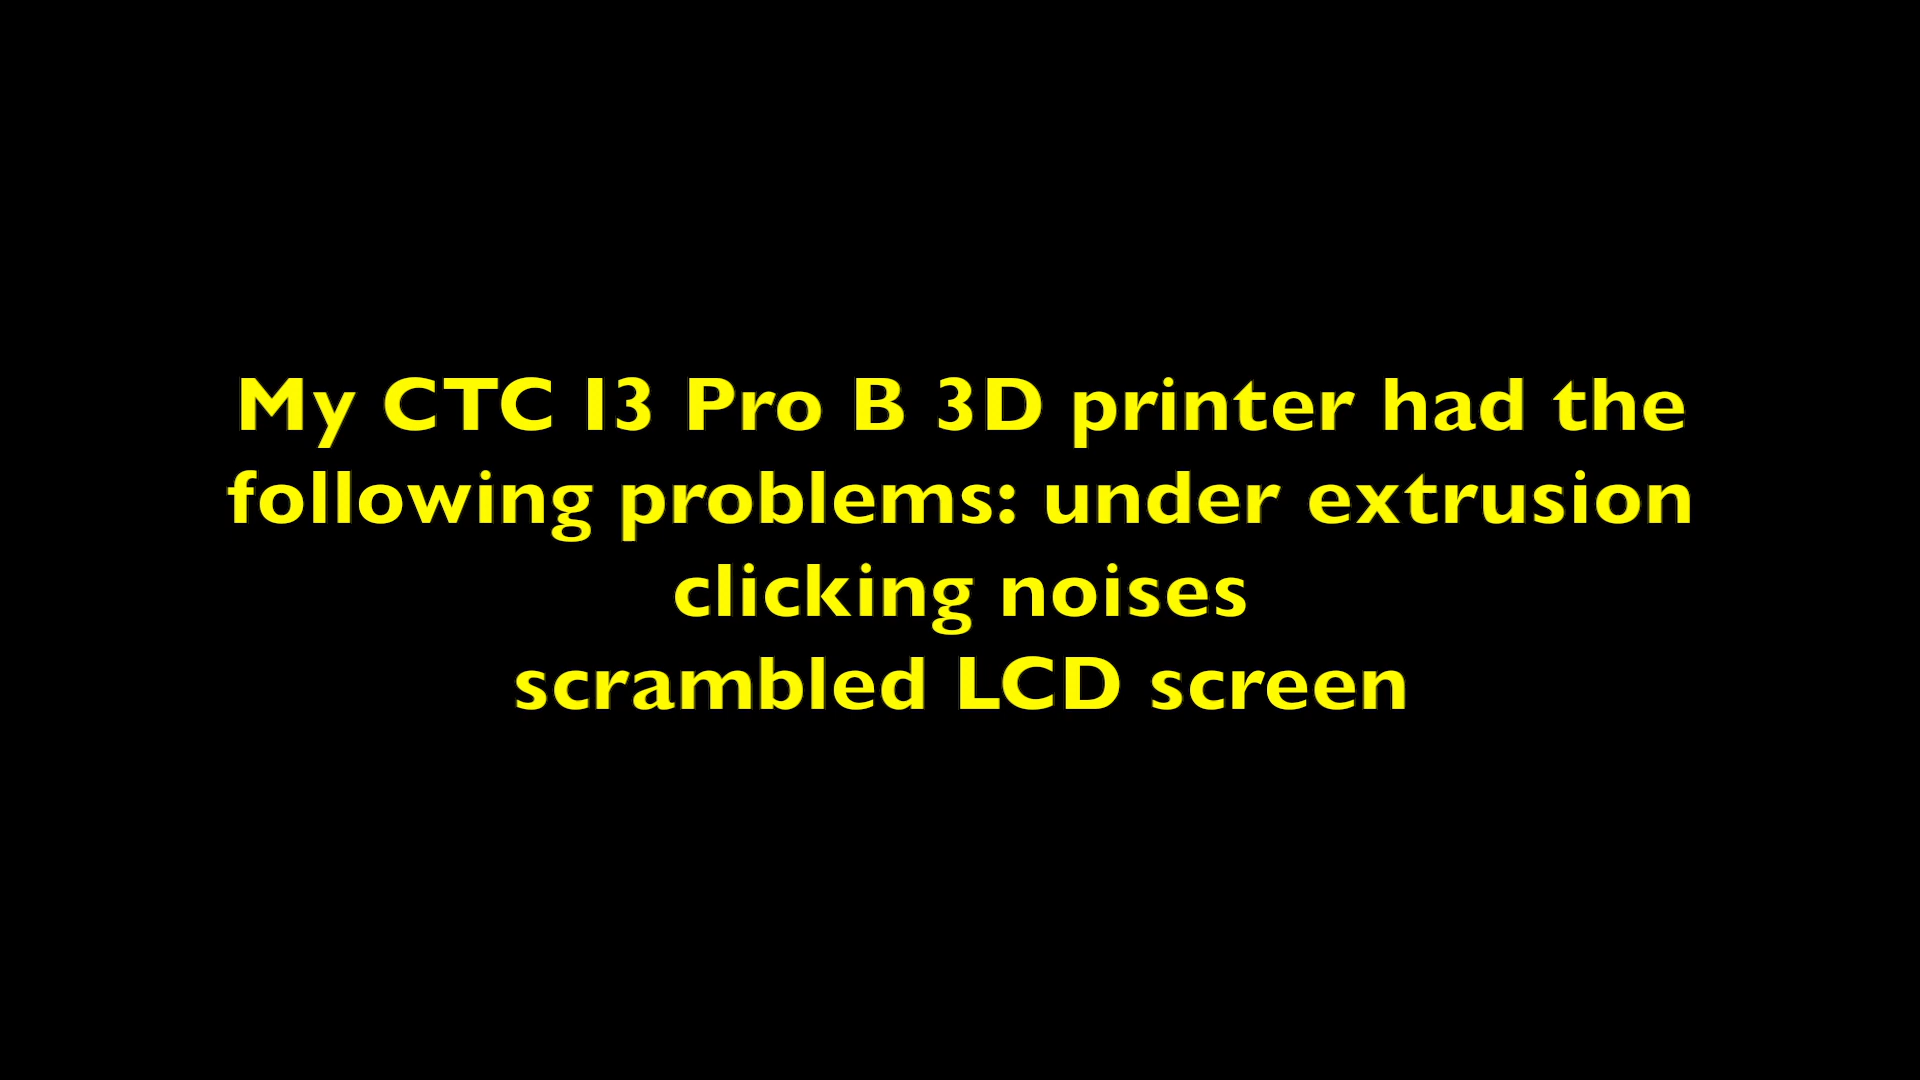 My CTC I3 Pro B 3D printer had the
following problems: under extrusion
clicking noises
scrambled LCD screen